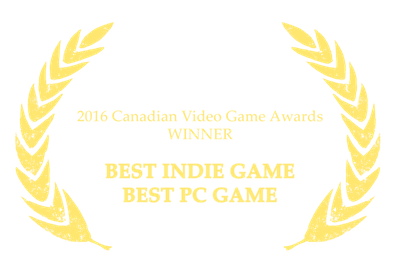 2016 Canadian Video Game Awards
WINNER
BEST INDIE GAME
BEST PC GAME